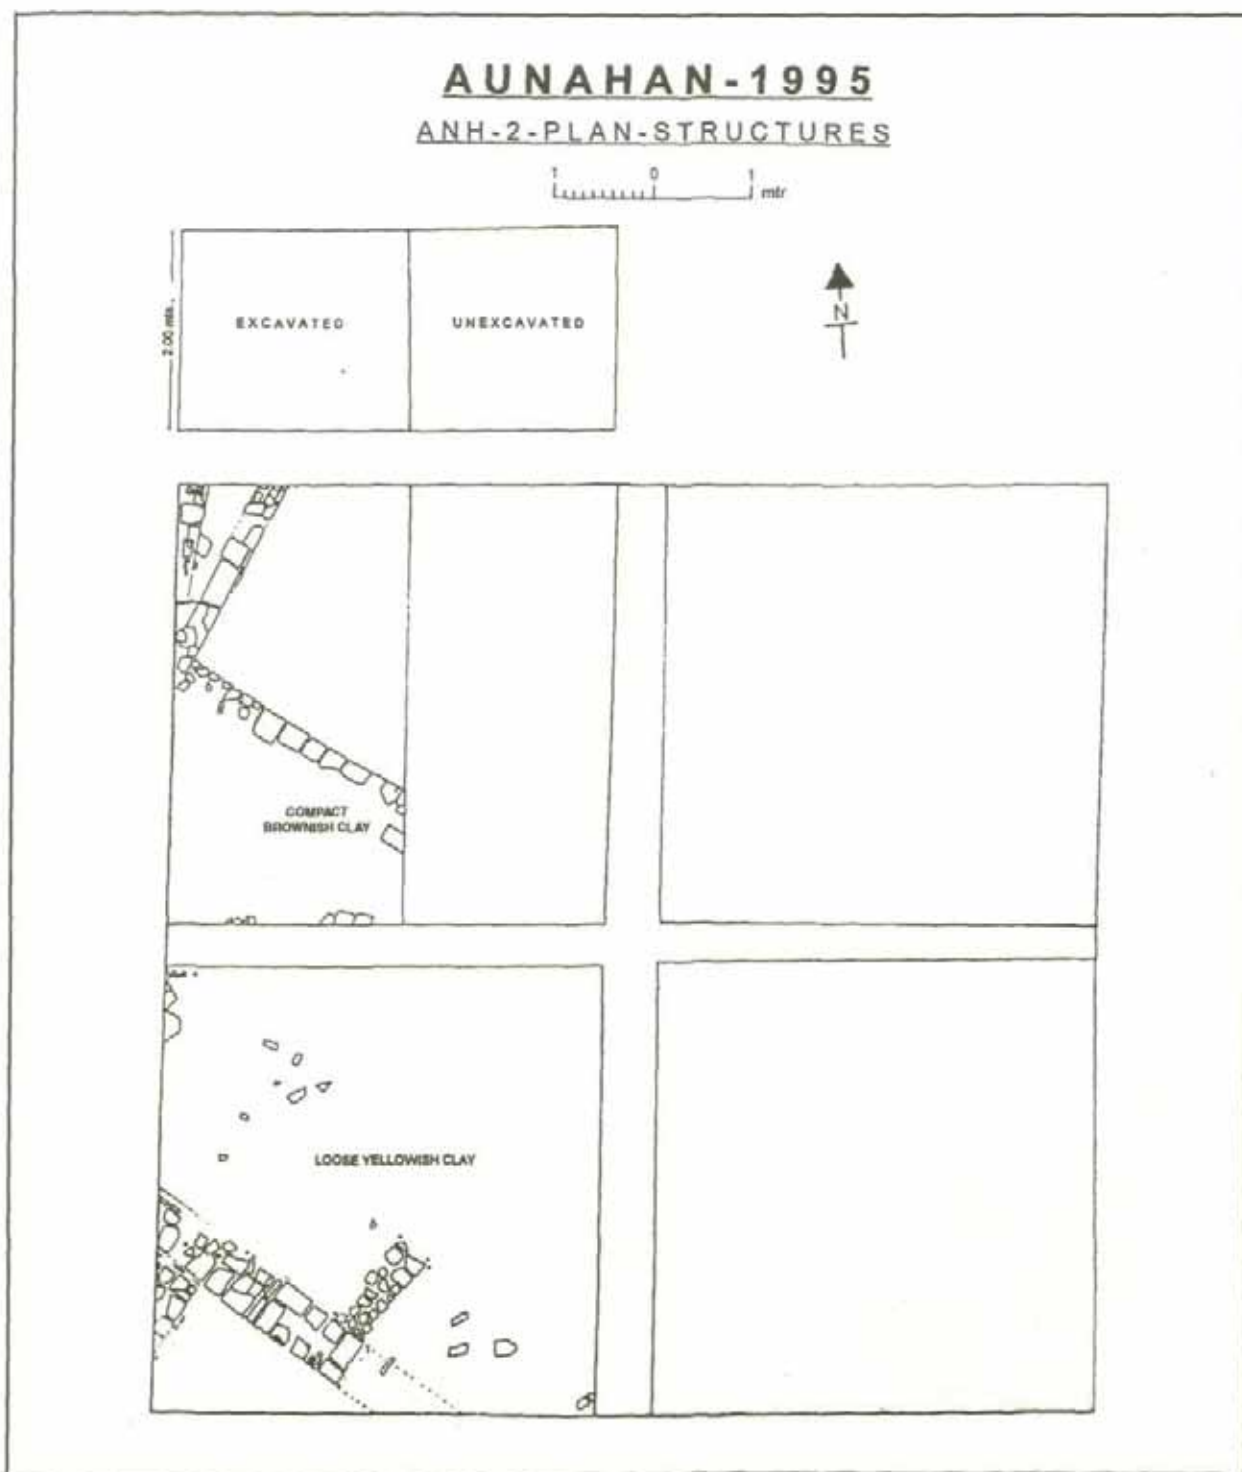 AUNAHAN-1995
ANH-2-PLAN-STRUCTURES
1 0 1 mtr
2.00 mts.
EXCAVATED
UNEXCAVATED
N
COMPACT
BROWNISH CLAY
LOOSE YELLOWISH CLAY